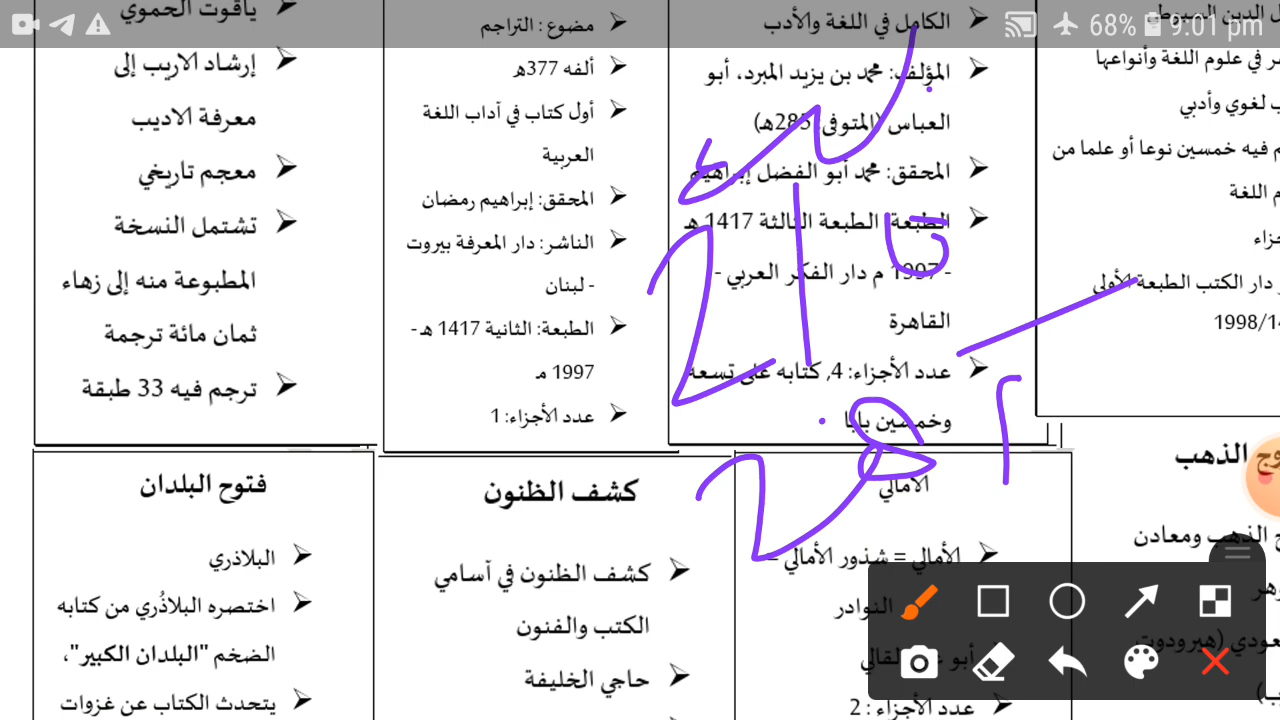 68% 9:01 pm
في علوم اللغة وأنواعها
لغوي وأدبي
فيه خمسين نوعا أو علما من
اللغة
دار الكتب الطبعة الأولى
1998/14
الكامل في اللغة والأدب
المؤلف: محمد بن يزيد المبرد، أبو
العباس (المتوفى: 285هـ)
المحقق: محمد أبو الفضل إبراهيم
الطبعة: الطبعة الثالثة 1417 هـ
- 1997 م دار الفكر العربي -
القاهرة
عدد الأجزاء: 4, كتابه على تسعة
وخمسين بابا
مضوع : التراجم
ألفه 377هـ
أول كتاب في آداب اللغة
العربية
المحقق: إبراهيم رمضان
الناشر: دار المعرفة بيروت
- لبنان
الطبعة: الثانية 1417 هـ -
1997 مـ
عدد الأجزاء: 1
ياقوت الحموي
إرشاد الاريب إلى
معرفة الاديب
معجم تاريخي
تشتمل النسخة
المطبوعة منه إلى زهاء
ثمان مائة ترجمة
ترجم فيه 33 طبقة
الذهب
الذهب ومعادن
(هيرودوت
الأمالي
الأمالي = شذور الأمالي =
النوادر
القالي
عدد الأجزاء : 2
كشف الظنون
كشف الظنون في آسامي
الكتب والفنون
حاجي الخليفة
فتوح البلدان
البلاذري
اختصره البلاذُري من كتابه
الضخم "البلدان الكبير"،
يتحدث الكتاب عن غزوات